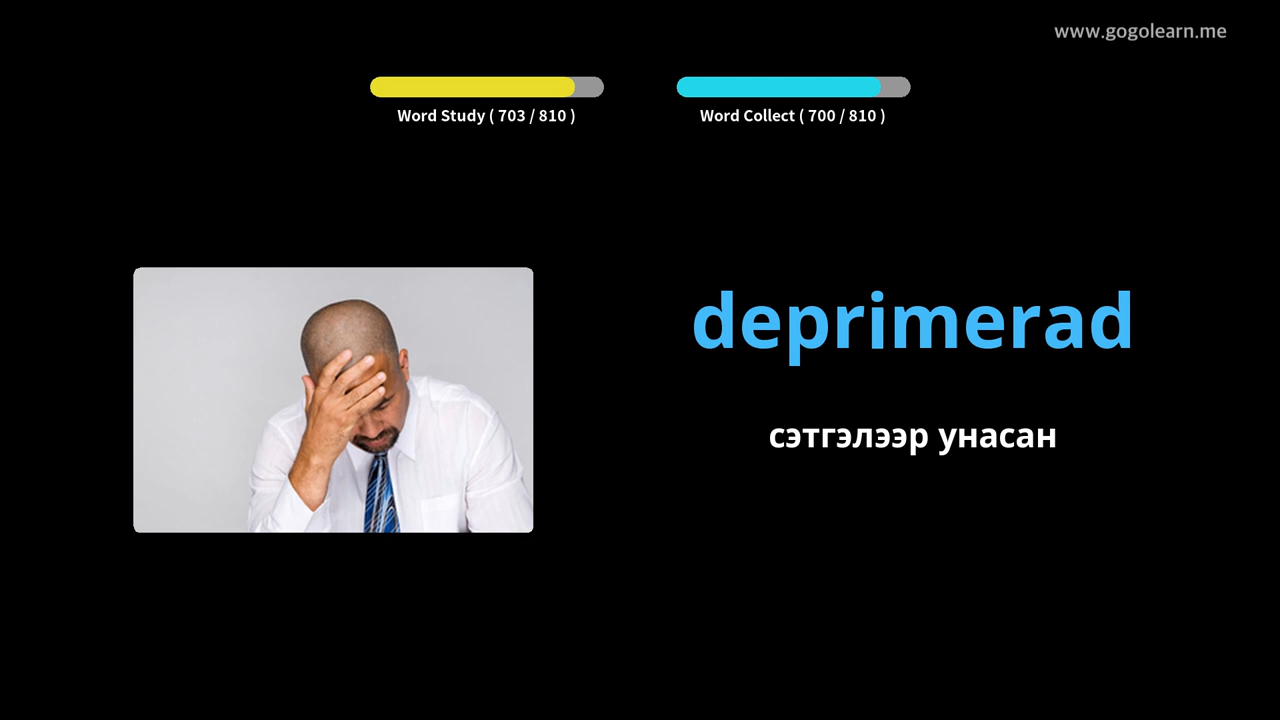 www.gogolearn.me
Word Study ( 703 / 810 )
Word Collect ( 700 / 810 )
deprimerad
сэтгэлээр унасан